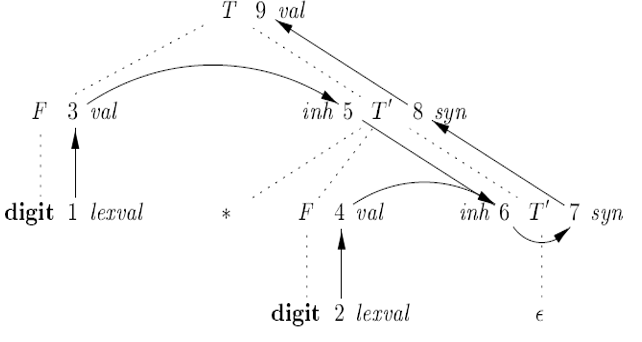 T 9 val
F 3 val inh 5 T′ 8 syn
digit 1 lexval * F 4 val inh 6 T′ 7 syn
digit 2 lexval ϵ